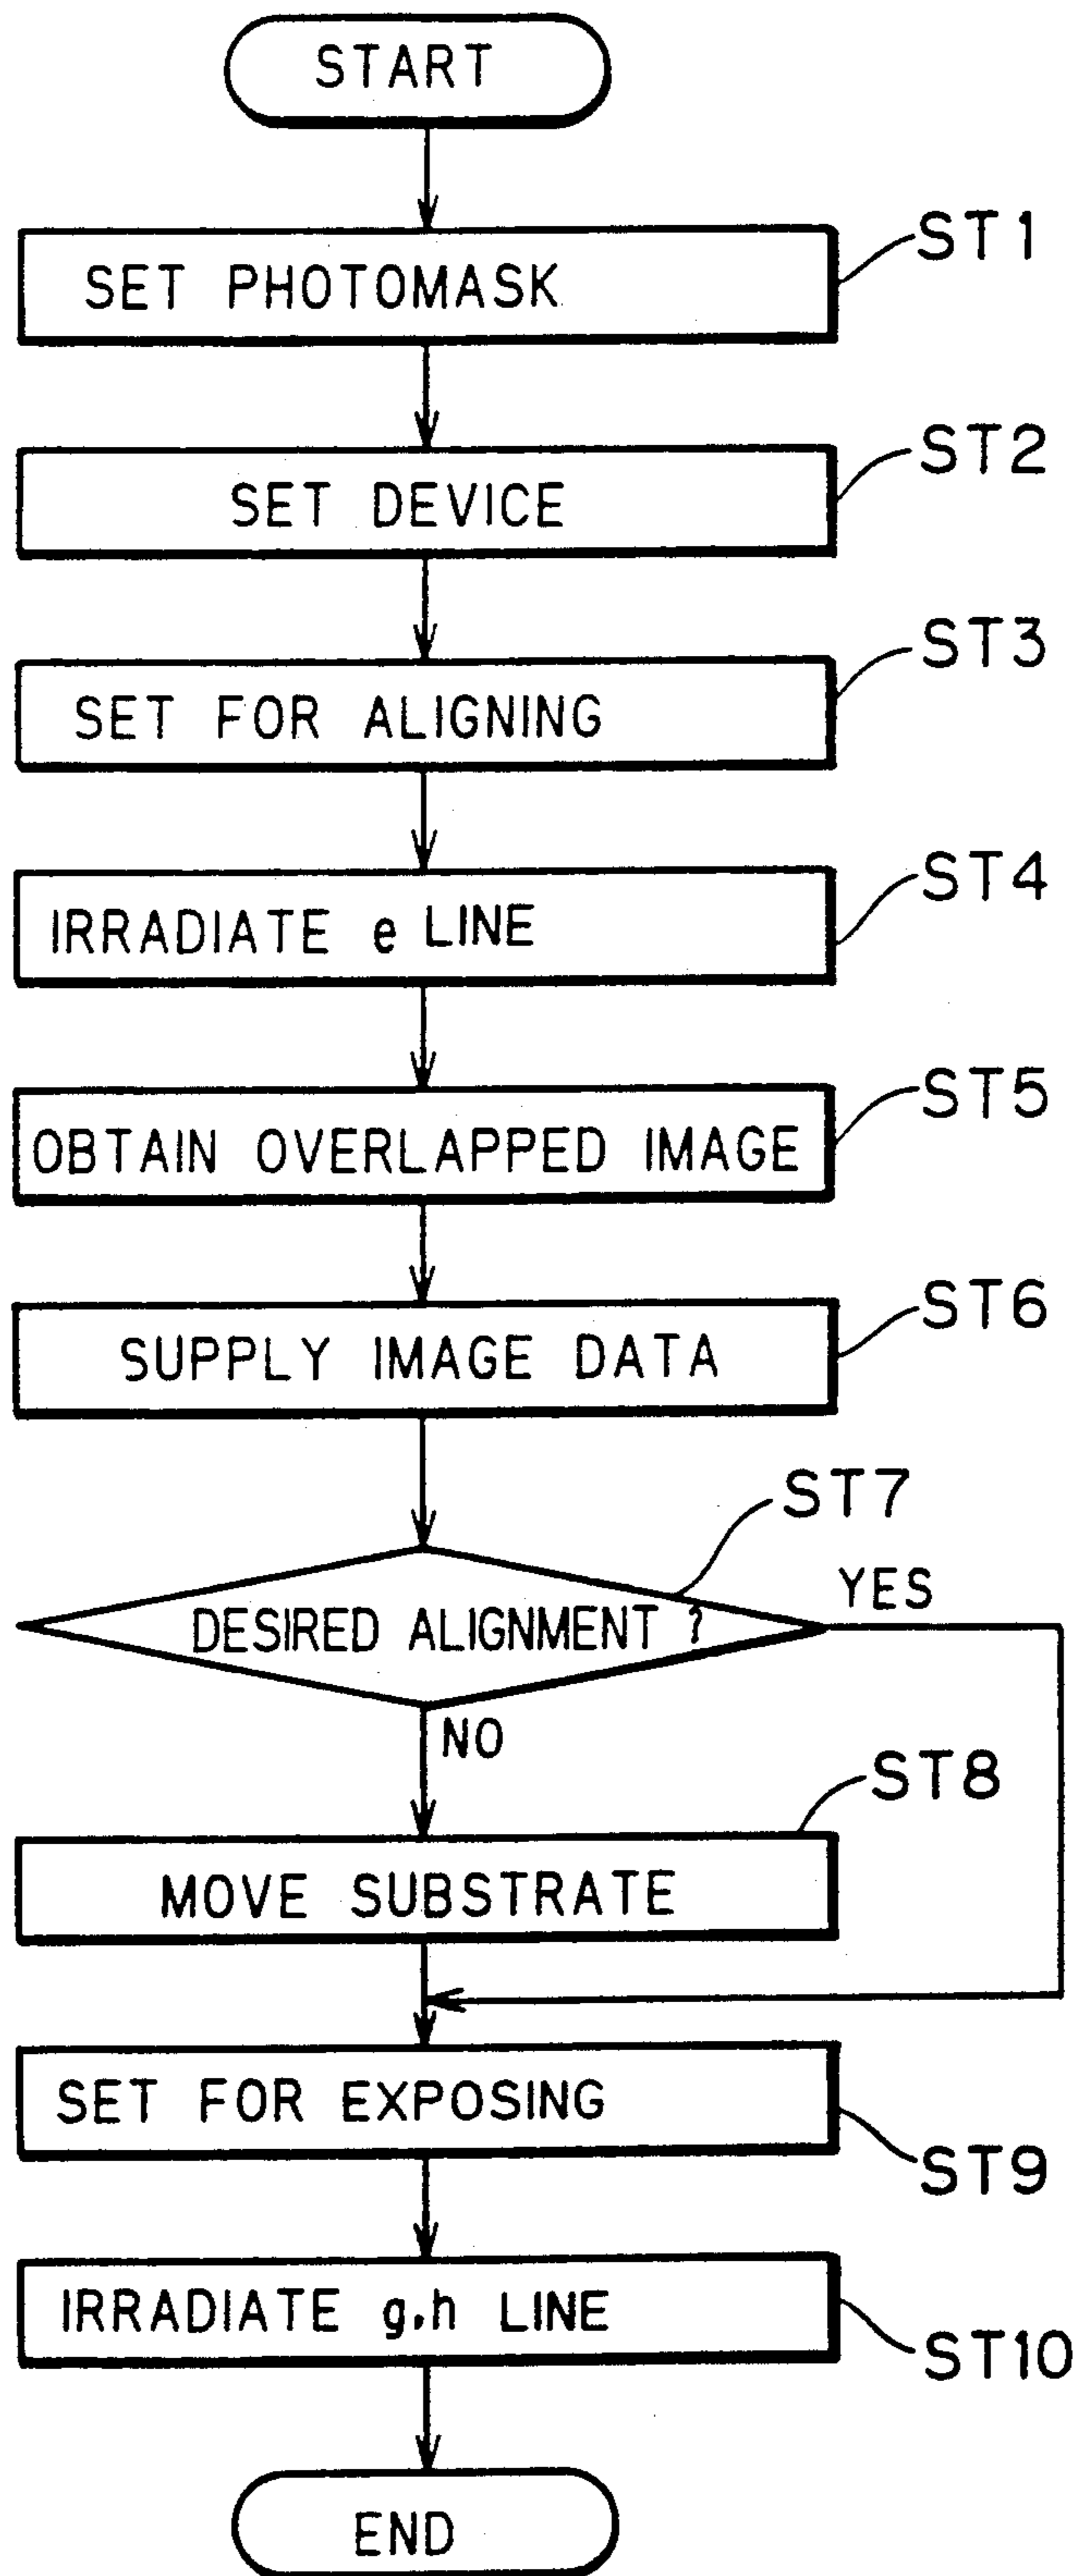 START
SET PHOTOMASK
ST1
SET DEVICE
ST2
SET FOR ALIGNING
ST3
IRRADIATE e LINE
ST4
OBTAIN OVERLAPPED IMAGE
ST5
SUPPLY IMAGE DATA
ST6
ST7
DESIRED ALIGNMENT ?
YES
NO
ST8
MOVE SUBSTRATE
SET FOR EXPOSING
ST9
IRRADIATE g,h LINE
ST10
END